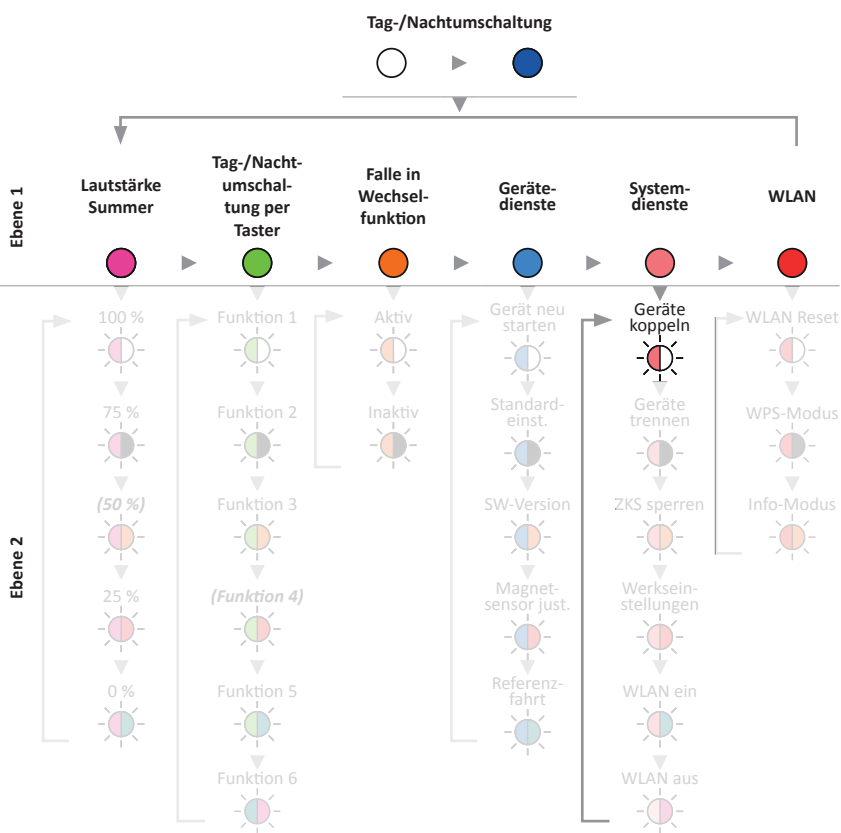 Tag-/Nachtumschaltung
Ebene 1
Lautstärke
Summer
Tag-/Nacht-
umschal-
tung per
Taster
Falle in
Wechsel-
funktion
Geräte-
dienste
System-
dienste
WLAN
Ebene 2
100 %
75 %
(50 %)
25 %
0 %
Funktion 1
Funktion 2
Funktion 3
(Funktion 4)
Funktion 5
Funktion 6
Aktiv
Inaktiv
Gerät neu
starten
Standard-
einst.
SW-Version
Magnet-
sensor just.
Referenz-
fahrt
Geräte
koppeln
Geräte
trennen
ZKS sperren
Werksein-
stellungen
WLAN ein
WLAN aus
WLAN Reset
WPS-Modus
Info-Modus